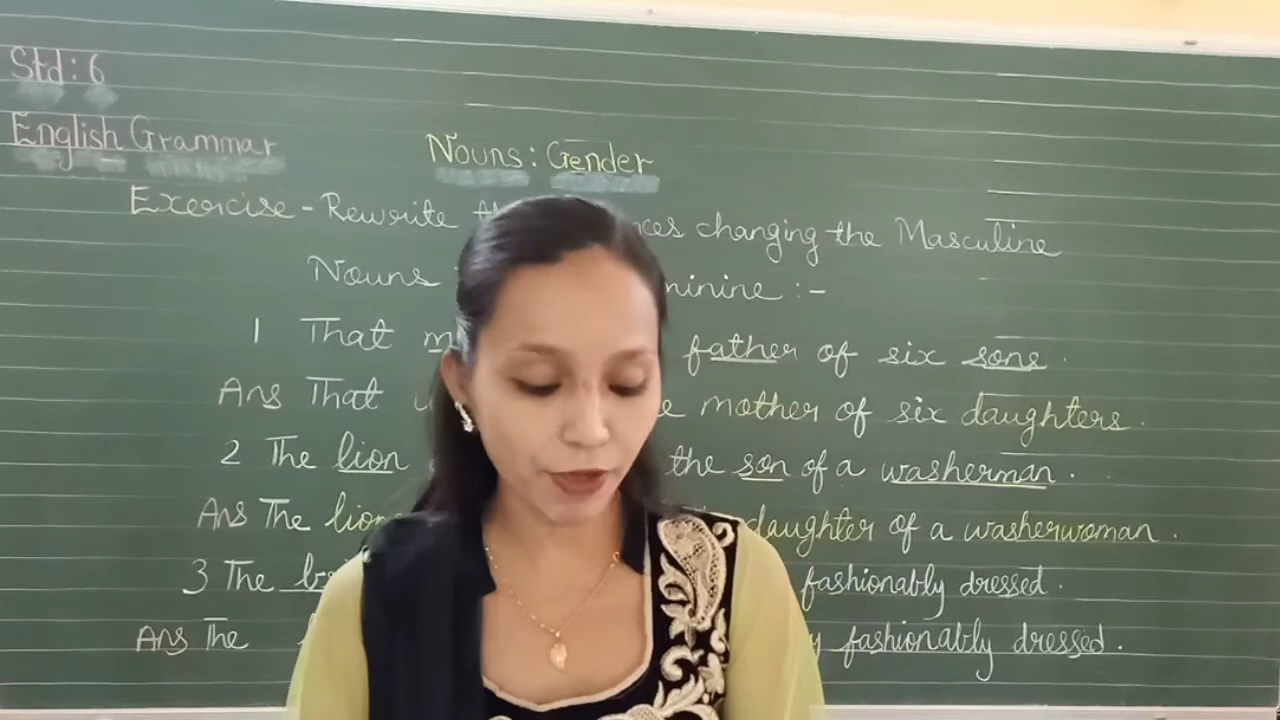 Std: 6
English Grammar
Nouns: Gender
Exercise - Rewrite changing the Masculine
Nouns :-
1 That father of six sons.
Ans That mother of six daughters.
2 The lion the son of a washerman.
Ans The daughter of a washerwoman.
3 The fashionably dressed.
Ans The fashionably dressed.